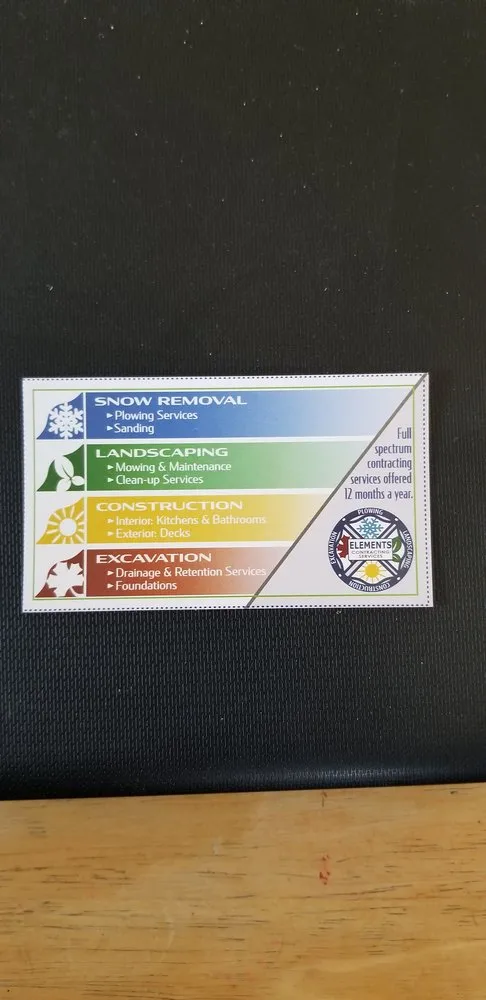 SNOW REMOVAL
▸ Plowing Services
▸ Sanding
LANDSCAPING
▸ Mowing & Maintenance
▸ Clean-up Services
CONSTRUCTION
▸ Interior: Kitchens & Bathrooms
▸ Exterior: Decks
EXCAVATION
▸ Drainage & Retention Services
▸ Foundations
Full
spectrum
contracting
services offered
12 months a year.
PLOWING
EXCAVATION
LANDSCAPING
ELEMENTS
CONTRACTING
SERVICES
CONSTRUCTION